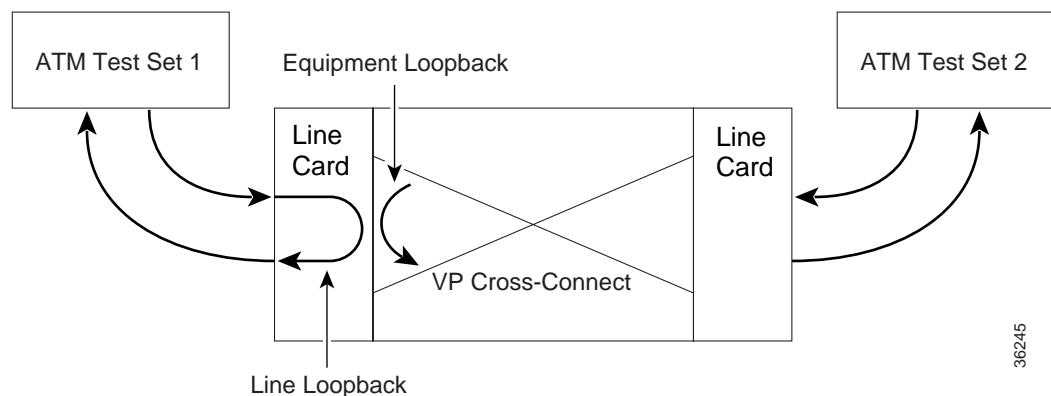 ATM Test Set 1
ATM Test Set 2
Equipment Loopback
Line
Card
Line
Card
VP Cross-Connect
36245
Line Loopback